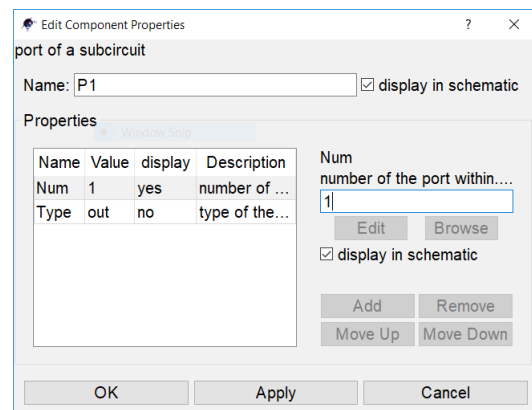 Edit Component Properties
port of a subcircuit
Name: P1 display in schematic
Properties
Window Snip
Name Value display Description
Num 1 yes number of ...
Type out no type of the...
Num
number of the port within....
1
Edit Browse
display in schematic
Add Remove
Move Up Move Down
OK Apply Cancel